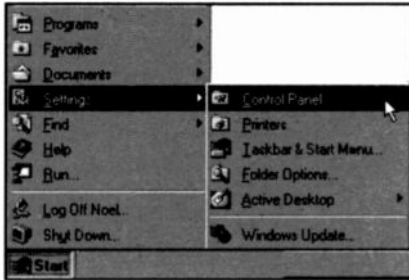 Programs
Favorites
Documents
Settings
Find
Help
Run...
Log Off Noel...
Shut Down...
Start
Control Panel
Printers
Taskbar & Start Menu...
Folder Options...
Active Desktop
Windows Update...